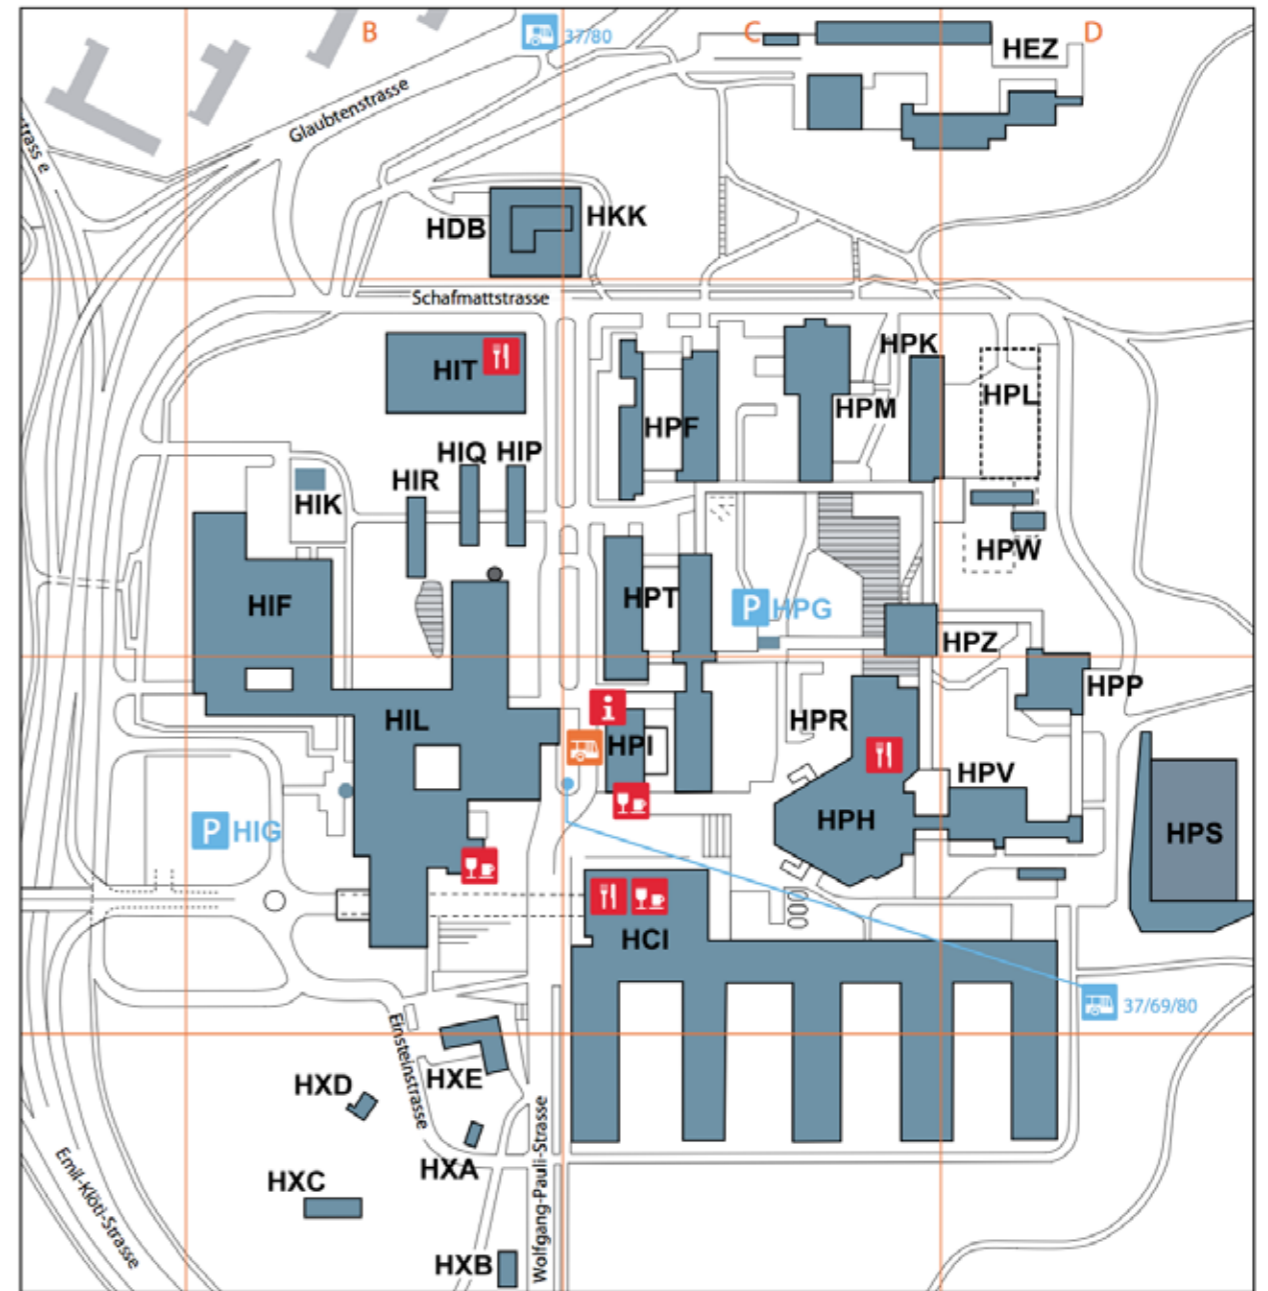 B
37/80
C
D
HEZ
Glaubtenstrasse
HDB
HKK
Schafmattstrasse
HIT
HPK
HPL
HPM
HPF
HIQ
HIP
HIR
HIK
HPW
HIF
HPT
P
HPG
HPZ
HPP
HIL
i
HPI
HPR
HPV
HPH
HPS
P
HIG
HCI
37/69/80
Einsteinstrasse
HXE
HXD
HXA
HXC
Wolfgang-Pauli-Strasse
Emil-Klöti-Strasse
HXB